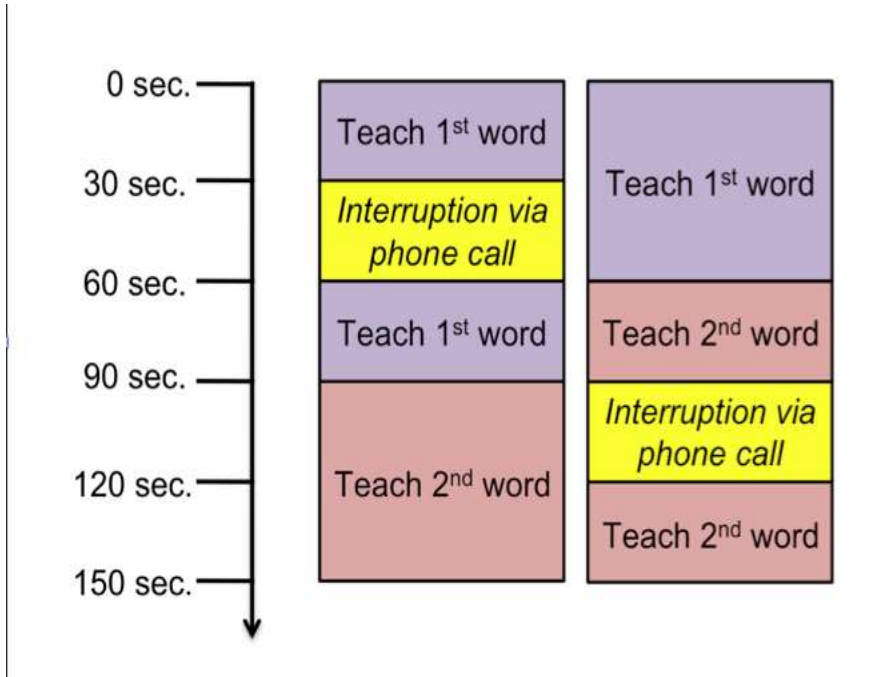 0 sec.
30 sec.
60 sec.
90 sec.
120 sec.
150 sec.
Teach 1st word
Interruption via
phone call
Teach 1st word
Teach 2nd word
Teach 1st word
Teach 2nd word
Interruption via
phone call
Teach 2nd word